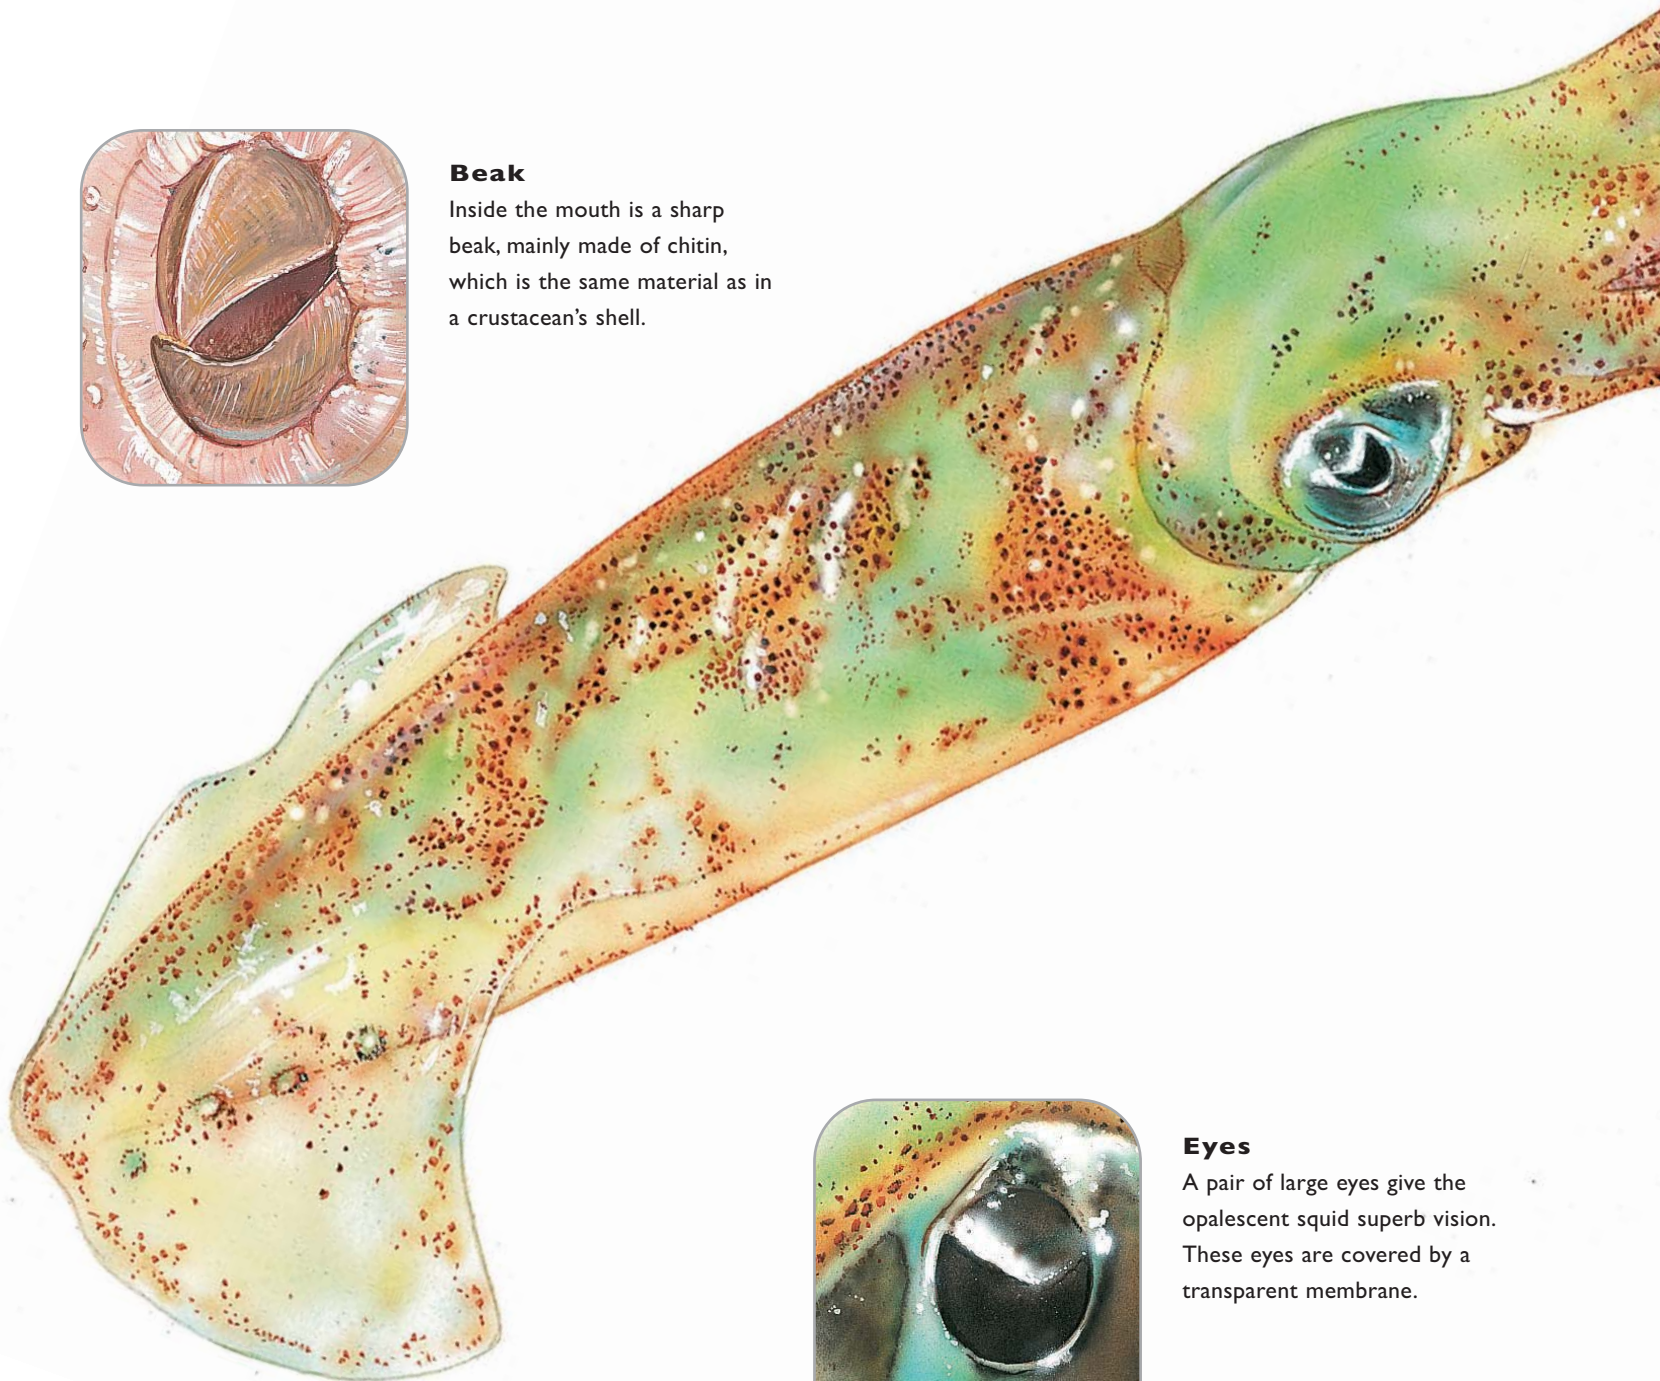 Beak
Inside the mouth is a sharp
beak, mainly made of chitin,
which is the same material as in
a crustacean’s shell.
Eyes
A pair of large eyes give the
opalescent squid superb vision.
These eyes are covered by a
transparent membrane.